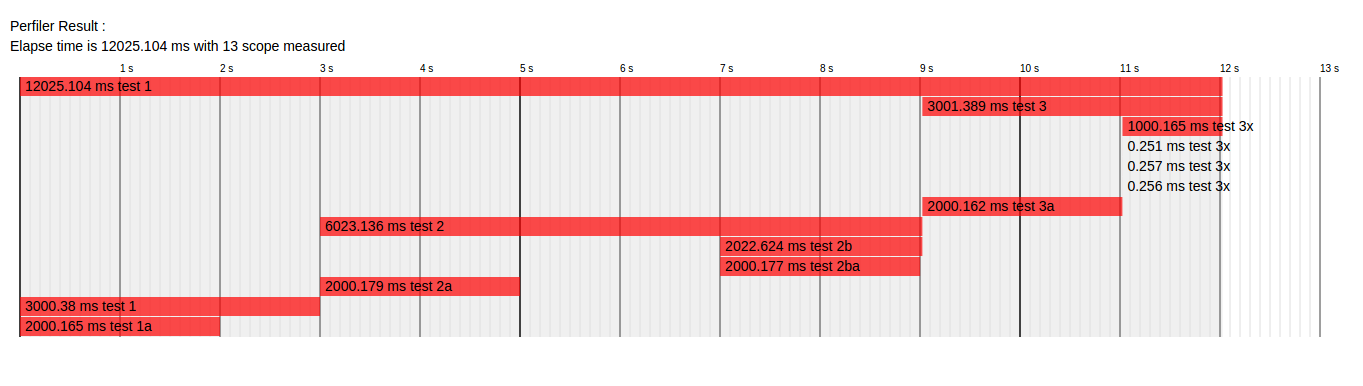 Perfiler Result :
Elapse time is 12025.104 ms with 13 scope measured
1 s 2 s 3 s 4 s 5 s 6 s 7 s 8 s 9 s 10 s 11 s 12 s 13 s
12025.104 ms test 1
3001.389 ms test 3
1000.165 ms test 3x
0.251 ms test 3x
0.257 ms test 3x
0.256 ms test 3x
2000.162 ms test 3a
6023.136 ms test 2
2022.624 ms test 2b
2000.177 ms test 2ba
2000.179 ms test 2a
3000.38 ms test 1
2000.165 ms test 1a